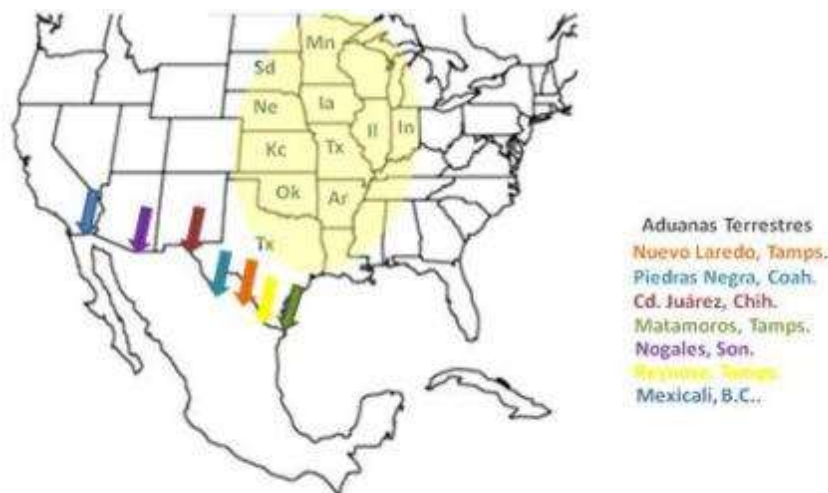 Mn
Sd
Ne
Ia
Il
In
Kc
Tx
Ok
Ar
Tx
Aduanas Terrestres
Nuevo Laredo, Tamps.
Piedras Negra, Coah.
Cd. Juárez, Chih.
Matamoros, Tamps.
Nogales, Son.
Reynosa, Tamps
Mexicali, B.C..